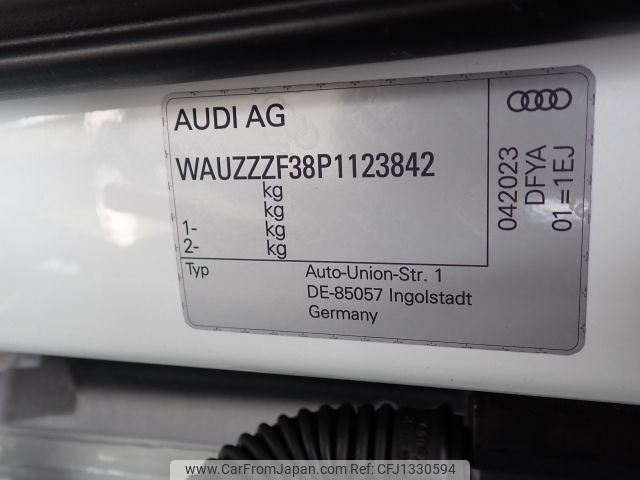 AUDI AG
WAUZZZF38P1123842
kg
kg
1- kg
2- kg
Typ Auto-Union-Str. 1
DE-85057 Ingolstadt
Germany
042023
DFYA
01=1EJ
www.CarFromJapan.com - CFJ1330594